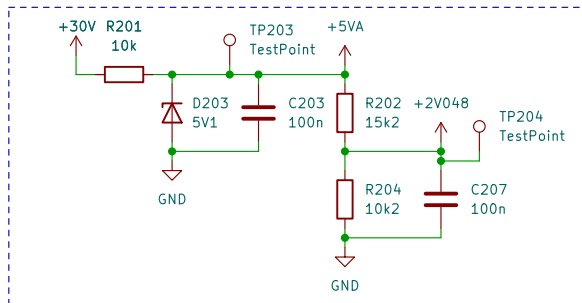 +30V R201
10k
TP203
TestPoint
+5VA
D203
5V1
C203
100n
R202
15k2
+2V048
TP204
TestPoint
GND
R204
10k2
C207
100n
GND